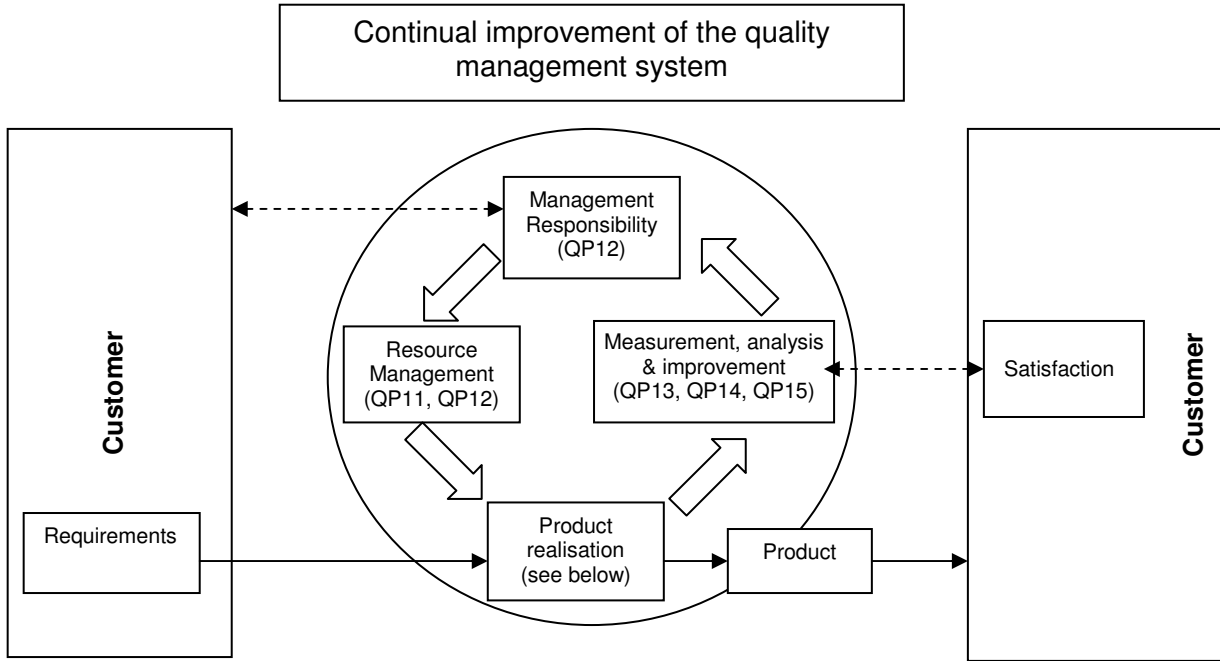 Continual improvement of the quality
management system
Management
Responsibility
(QP12)
Customer
Resource
Management
(QP11, QP12)
Measurement, analysis
& improvement
(QP13, QP14, QP15)
Satisfaction
Customer
Requirements
Product
realisation
(see below)
Product